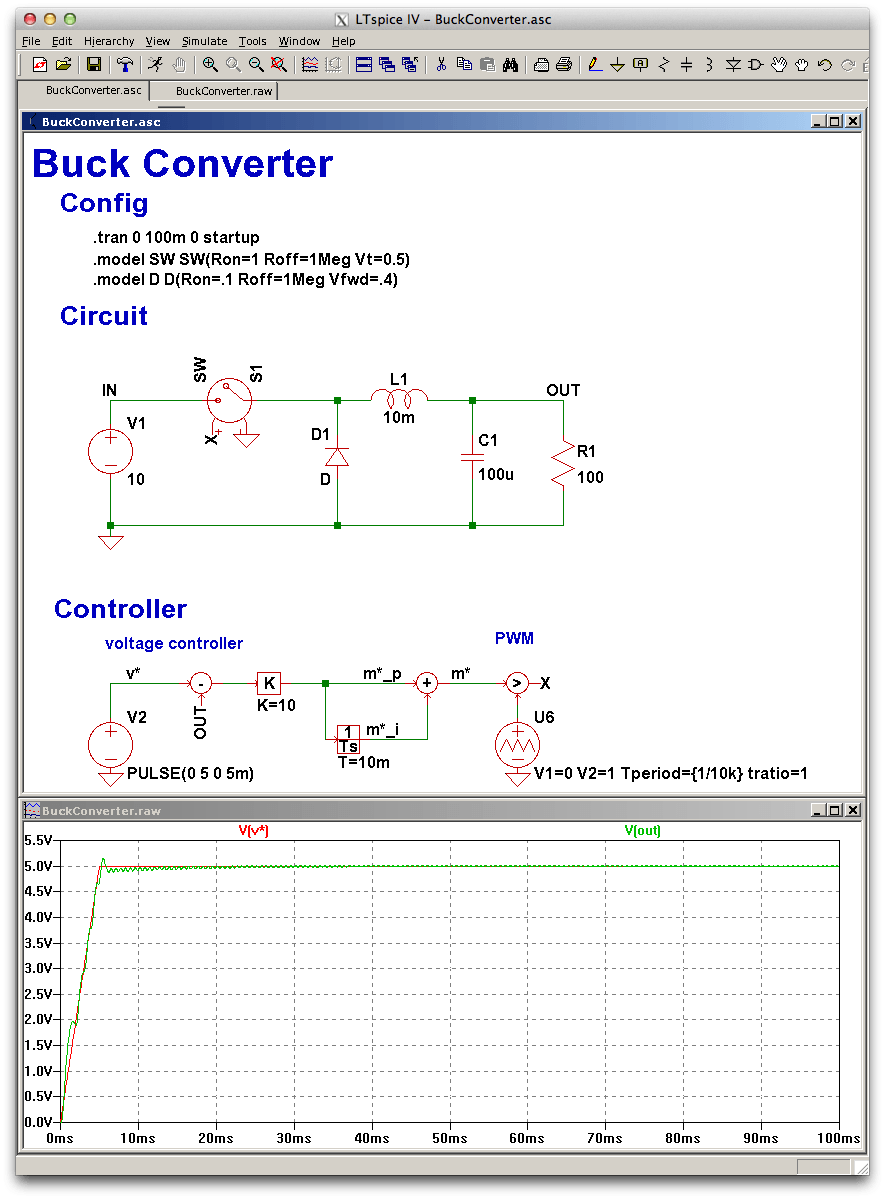 LTspice IV - BuckConverter.asc
File Edit Hierarchy View Simulate Tools Window Help
BuckConverter.asc BuckConverter.raw
BuckConverter.asc
Buck Converter
Config
.tran 0 100m 0 startup
.model SW SW(Ron=1 Roff=1Meg Vt=0.5)
.model D D(Ron=.1 Roff=1Meg Vfwd=.4)
Circuit
SW
S1
L1
IN
OUT
10m
V1
X
D1
C1
R1
10
D
100u
100
Controller
voltage controller
PWM
v*
-
K
m*_p
+
m*
>
X
K=10
OUT
V2
1
Ts
m*_i
U6
T=10m
PULSE(0 5 0 5m)
V1=0 V2=1 Tperiod={1/10k} tratio=1
BuckConverter.raw
V(v*) V(out)
5.5V
5.0V
4.5V
4.0V
3.5V
3.0V
2.5V
2.0V
1.5V
1.0V
0.5V
0.0V
0ms 10ms 20ms 30ms 40ms 50ms 60ms 70ms 80ms 90ms 100ms